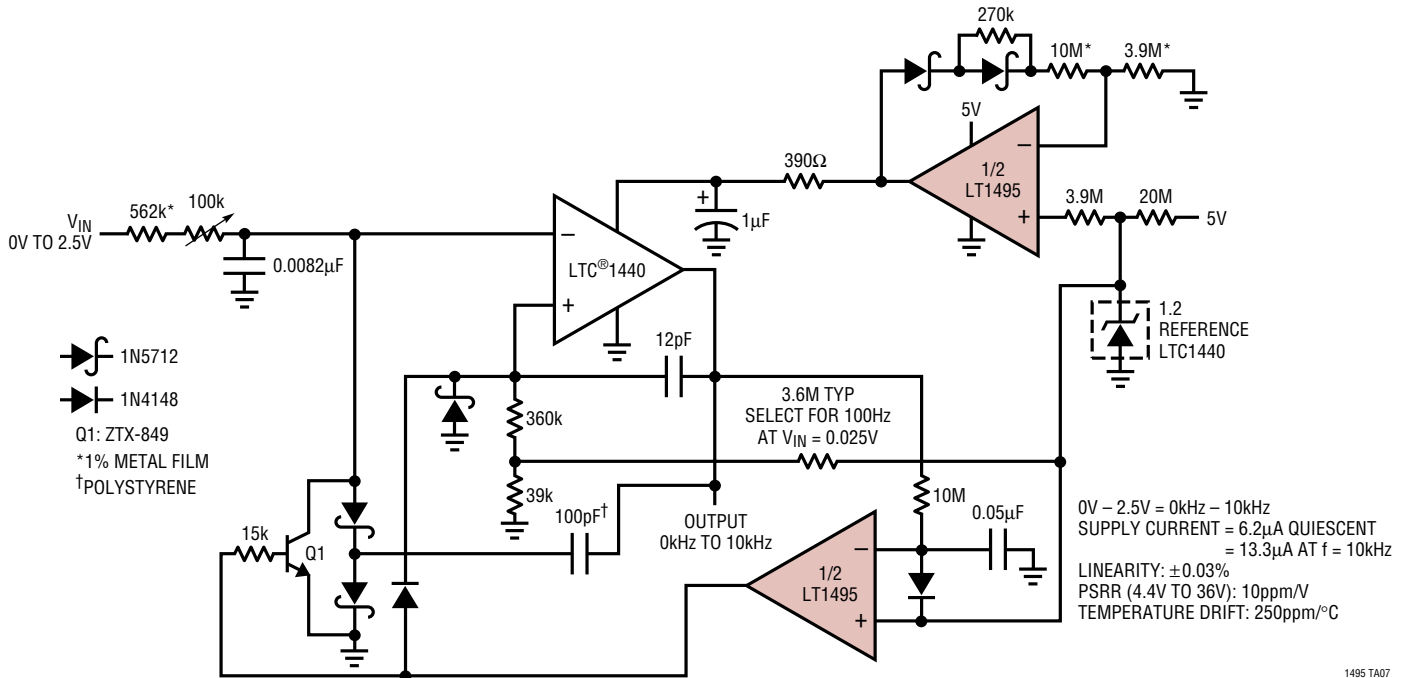 270k
10M*
3.9M*
5V
390Ω
1/2
LT1495
–
+
3.9M
20M
5V
+
1µF
VIN
0V TO 2.5V
562k*
100k
0.0082µF
–
LTC®1440
+
1.2
REFERENCE
LTC1440
12pF
1N5712
1N4148
Q1: ZTX-849
*1% METAL FILM
†POLYSTYRENE
360k
3.6M TYP
SELECT FOR 100Hz
AT VIN = 0.025V
39k
100pF†
OUTPUT
0kHz TO 10kHz
10M
0.05µF
15k
Q1
1/2
LT1495
–
+
0V – 2.5V = 0kHz – 10kHz
SUPPLY CURRENT = 6.2µA QUIESCENT
= 13.3µA AT f = 10kHz
LINEARITY: ±0.03%
PSRR (4.4V TO 36V): 10ppm/V
TEMPERATURE DRIFT: 250ppm/°C
1495 TA07